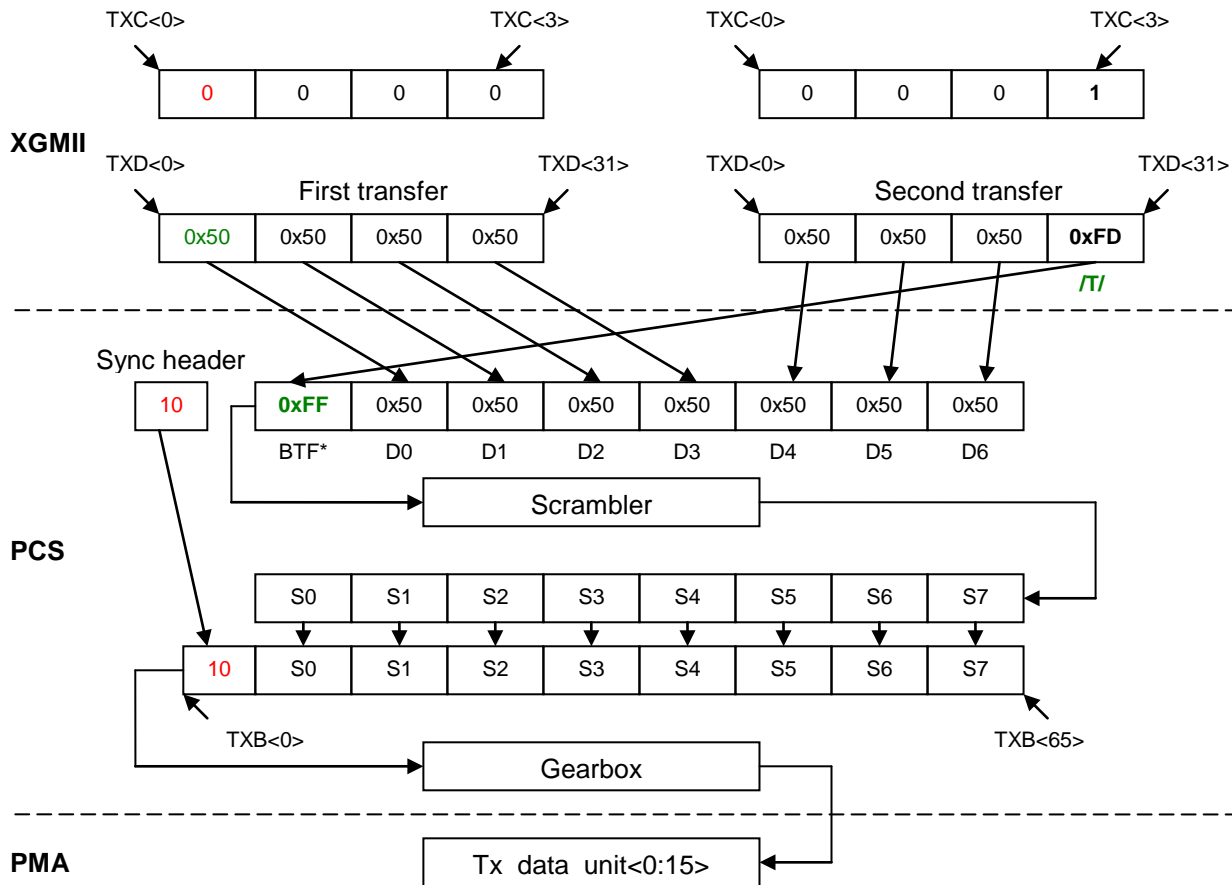 TXC<0> TXC<3> TXC<0> TXC<3>
0 0 0 0 0 0 0 1
XGMII
TXD<0> First transfer TXD<31> TXD<0> Second transfer TXD<31>
0x50 0x50 0x50 0x50 0x50 0x50 0x50 0xFD
/T/
Sync header
10 0xFF 0x50 0x50 0x50 0x50 0x50 0x50 0x50
BTF* D0 D1 D2 D3 D4 D5 D6
Scrambler
PCS
S0 S1 S2 S3 S4 S5 S6 S7
10 S0 S1 S2 S3 S4 S5 S6 S7
TXB<0> TXB<65>
Gearbox
PMA
Tx data unit<0:15>